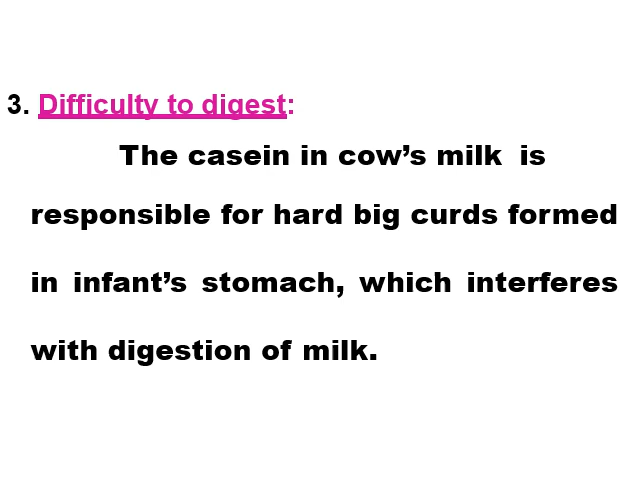 3. Difficulty to digest:
The casein in cow’s milk is
responsible for hard big curds formed
in infant’s stomach, which interferes
with digestion of milk.